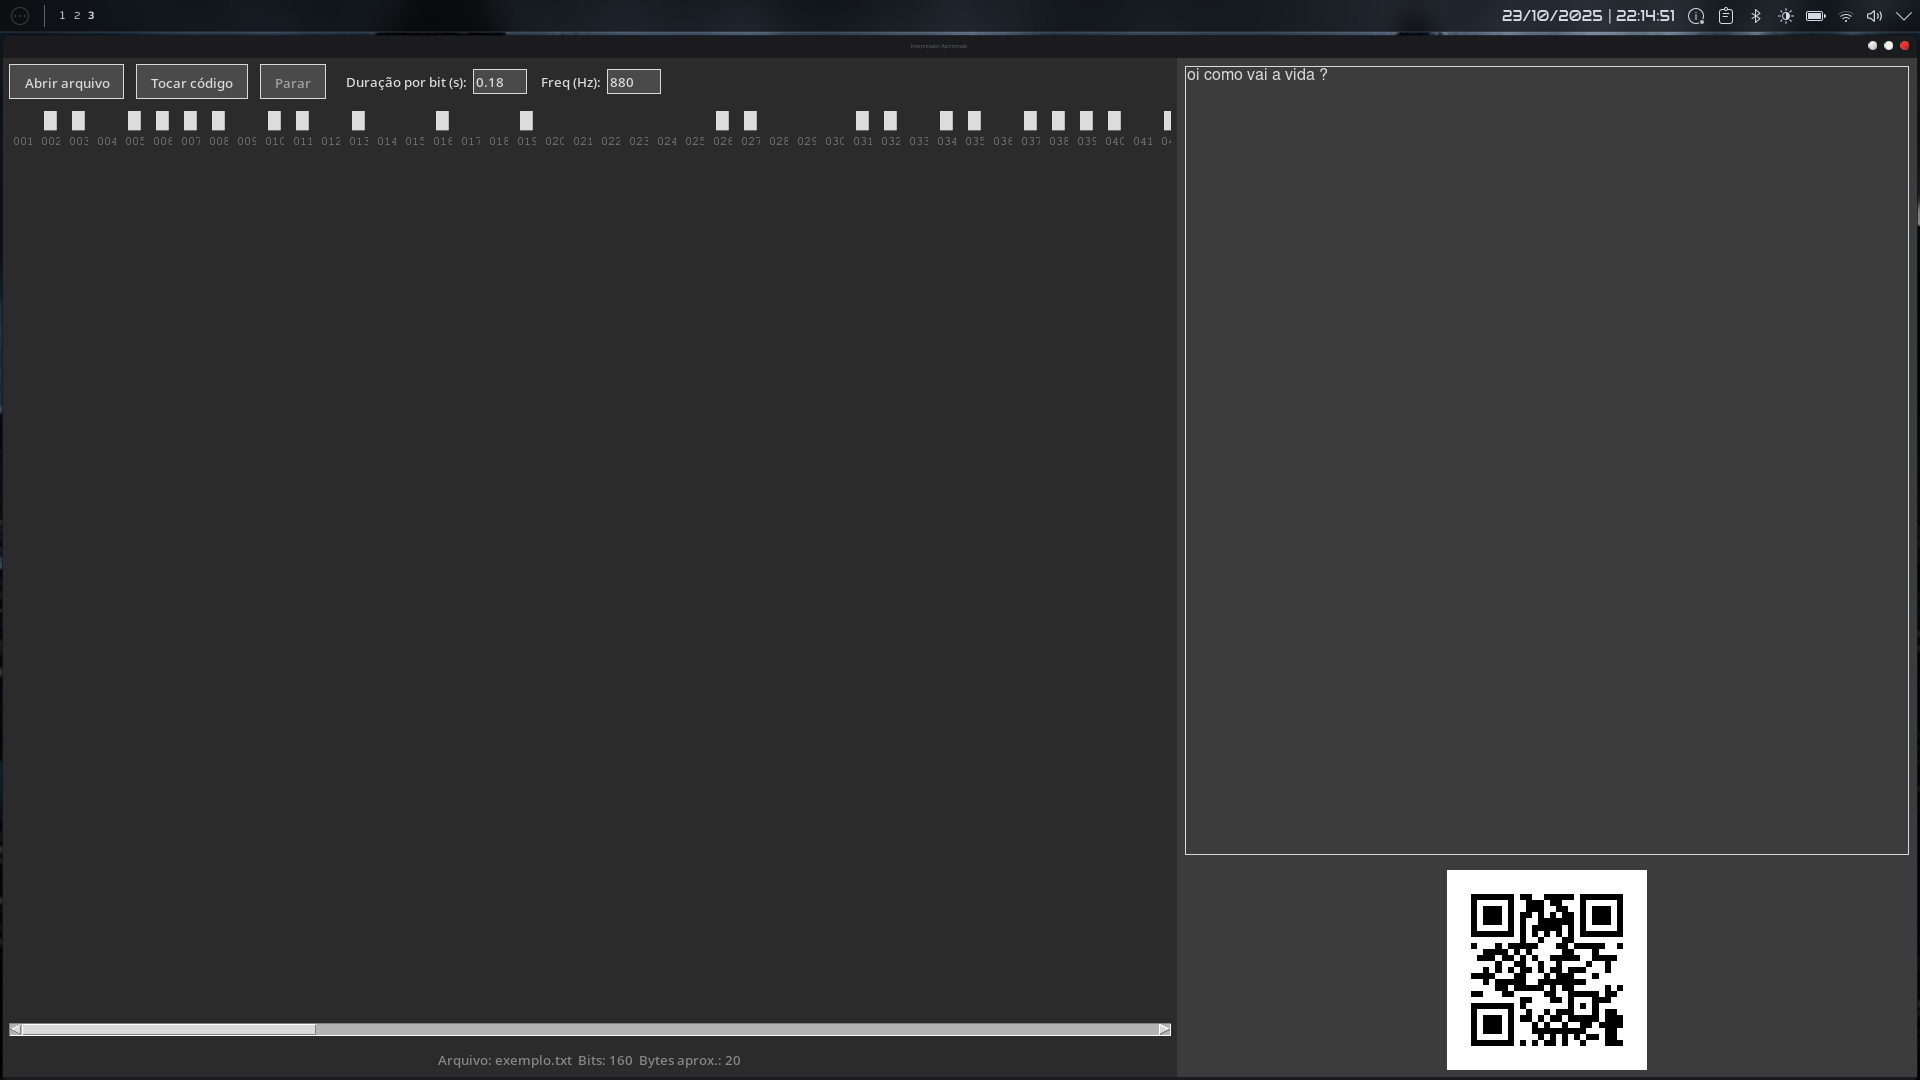 1 2 3
23/10/2025 | 22:14:51
Interpretador Aprimorado
Abrir arquivo Tocar código Parar Duração por bit (s): 0.18 Freq (Hz): 880
oi como vai a vida ?
001 002 003 004 005 006 007 008 009 010 011 012 013 014 015 016 017 018 019 020 021 022 023 024 025 026 027 028 029 030 031 032 033 034 035 036 037 038 039 040 041
Arquivo: exemplo.txt Bits: 160 Bytes aprox.: 20